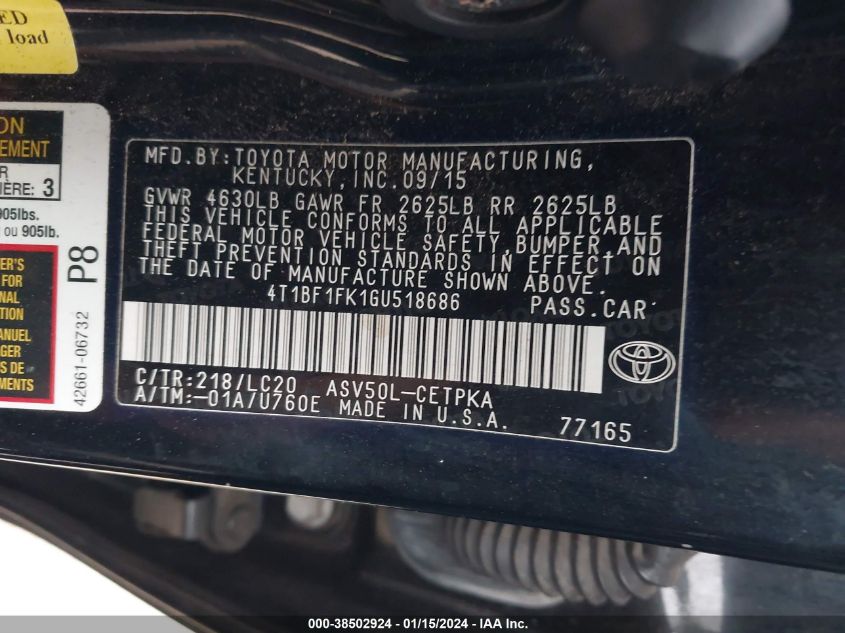 ED
load
ON
EMENT
R
IÈRE: 3
905lbs.
ou 905lb.
P8
ER'S
FOR
ONAL
TION
ANUEL
GER
S DE
MENTS
42661-06732
MFD.BY:TOYOTA MOTOR MANUFACTURING,
KENTUCKY,INC.09/15
GVWR 4630LB GAWR FR 2625LB RR 2625LB
THIS VEHICLE CONFORMS TO ALL APPLICABLE
FEDERAL MOTOR VEHICLE SAFETY,BUMPER,AND
THEFT PREVENTION STANDARDS IN EFFECT ON
THE DATE OF MANUFACTURE SHOWN ABOVE.
4T1BF1FK1GU518686 PASS.CAR
C/TR:218/LC20 ASV50L-CETPKA
A/TM:-01A/U760E MADE IN U.S.A. 77165
000-38502924 - 01/15/2024 - IAA Inc.